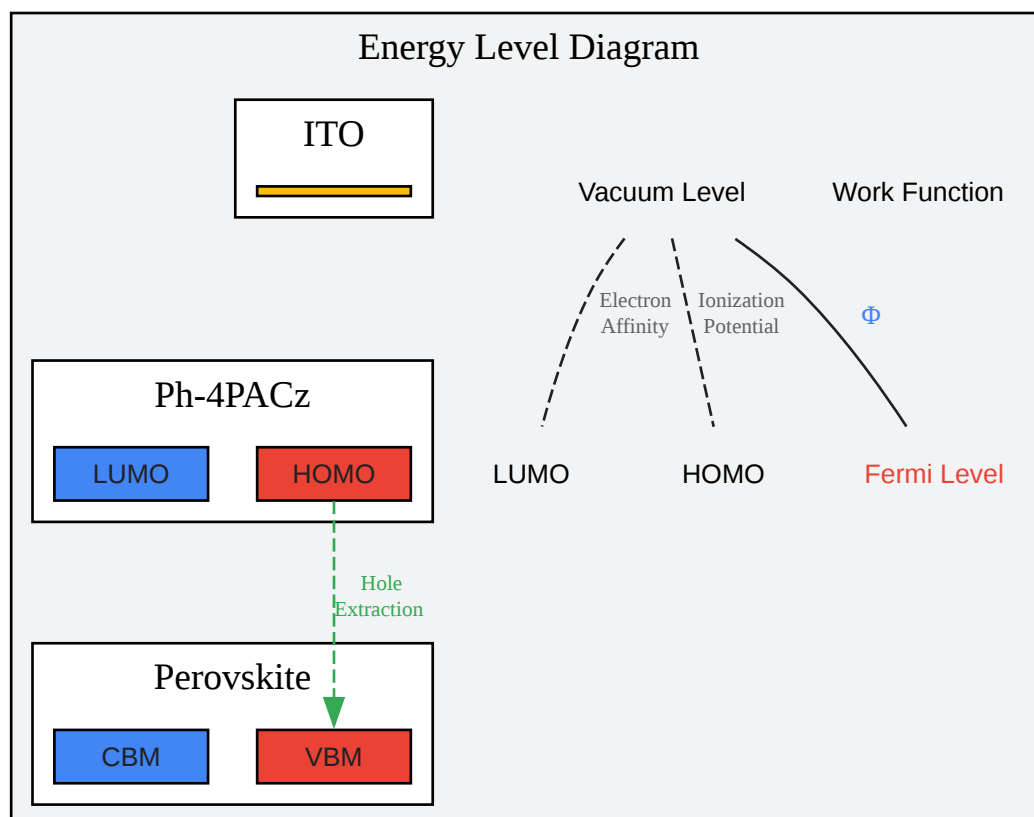 Energy Level Diagram
ITO
Vacuum Level
Work Function
Electron
Affinity
Ionization
Potential
Φ
Ph-4PACz
LUMO
HOMO
LUMO
HOMO
Fermi Level
Hole
Extraction
Perovskite
CBM
VBM